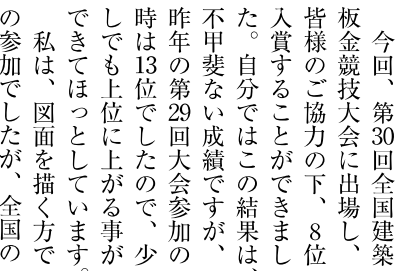 今回、第30回全国建築
板金競技大会に出場し、
皆様のご協力の下、８位
入賞することができまし
た。自分ではこの結果は、
不甲斐ない成績ですが、
昨年の第29回大会参加の
時は13位でしたので、少
しでも上位に上がる事が
できてほっとしています。
私は、図面を描く方で
の参加でしたが、全国の